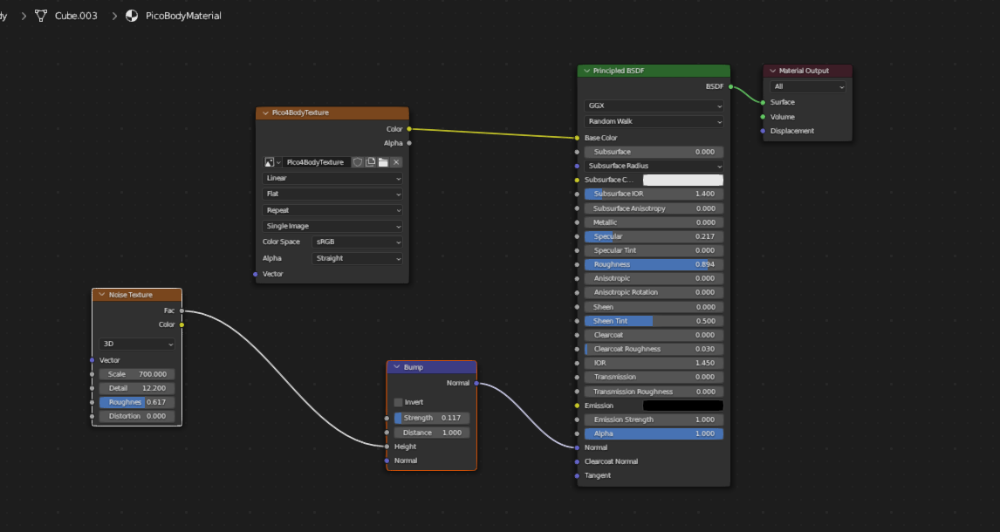 dy > Cube.003 > PicoBodyMaterial
Pico4BodyTexture
Color
Alpha
Pico4BodyTexture
Linear
Flat
Repeat
Single Image
Color Space sRGB
Alpha Straight
Vector
Noise Texture
Fac
Color
3D
Vector
Scale 700.000
Detail 12.200
Roughnes 0.617
Distortion 0.000
Bump
Normal
Invert
Strength 0.117
Distance 1.000
Height
Normal
Principled BSDF
BSDF
GGX
Random Walk
Base Color
Subsurface 0.000
Subsurface Radius
Subsurface C...
Subsurface IOR 1.400
Subsurface Anisotropy 0.000
Metallic 0.000
Specular 0.217
Specular Tint 0.000
Roughness 0.894
Anisotropic 0.000
Anisotropic Rotation 0.000
Sheen 0.000
Sheen Tint 0.500
Clearcoat 0.000
Clearcoat Roughness 0.030
IOR 1.450
Transmission 0.000
Transmission Roughness 0.000
Emission
Emission Strength 1.000
Alpha 1.000
Normal
Clearcoat Normal
Tangent
Material Output
All
Surface
Volume
Displacement